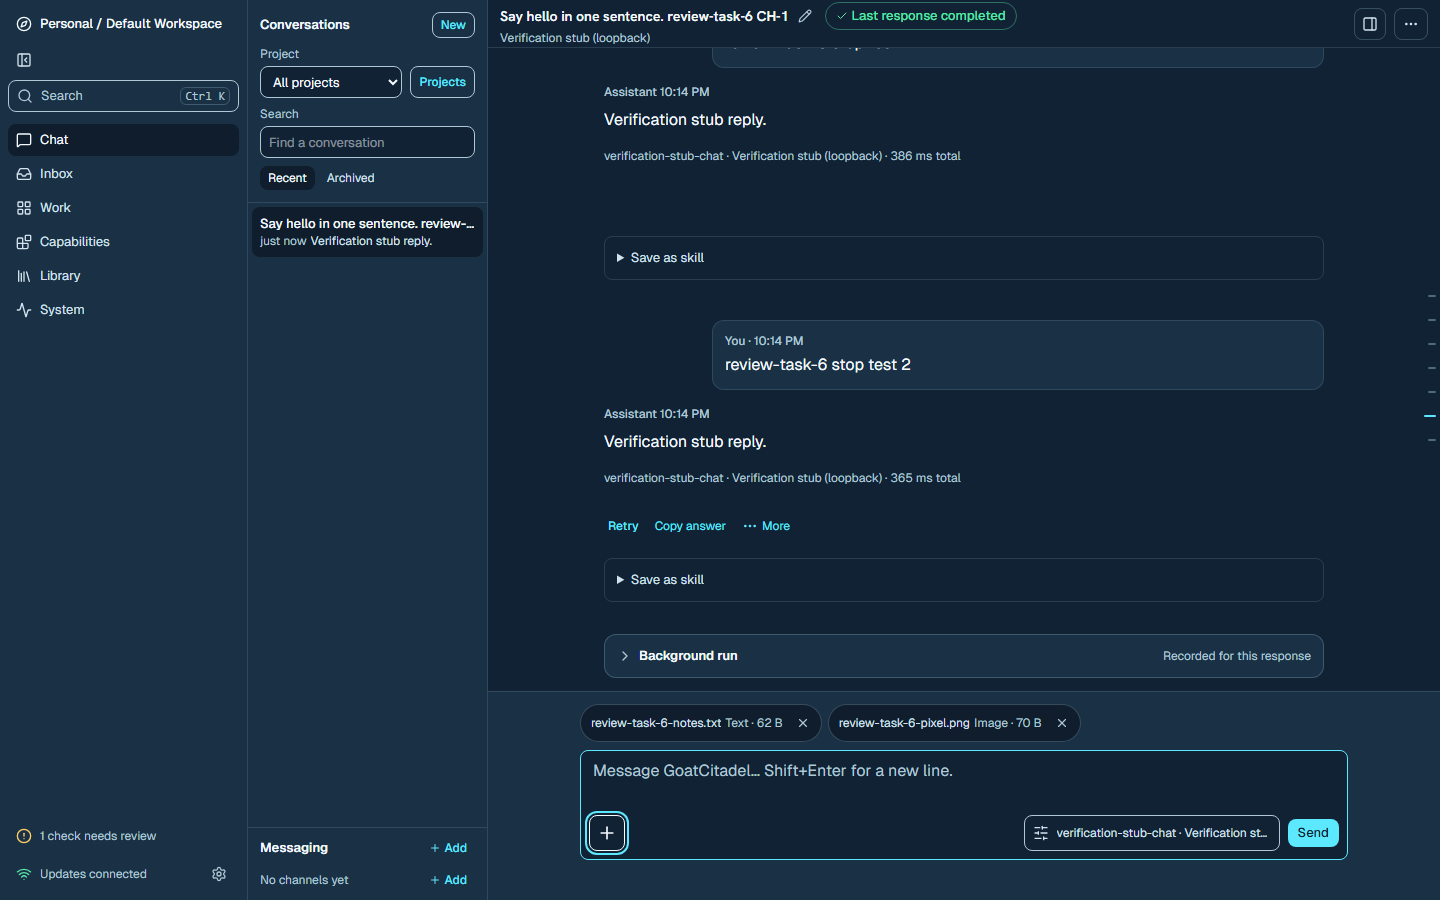 Personal / Default Workspace
Search
Ctrl K
Chat
Inbox
Work
Capabilities
Library
System
1 check needs review
Updates connected
Conversations
New
Project
All projects
Projects
Search
Find a conversation
Recent
Archived
Say hello in one sentence. review-...
just now Verification stub reply.
Messaging
+ Add
No channels yet
+ Add
Say hello in one sentence. review-task-6 CH-1
Last response completed
Verification stub (loopback)
Assistant 10:14 PM
Verification stub reply.
verification-stub-chat · Verification stub (loopback) · 386 ms total
Save as skill
You · 10:14 PM
review-task-6 stop test 2
Assistant 10:14 PM
Verification stub reply.
verification-stub-chat · Verification stub (loopback) · 365 ms total
Retry
Copy answer
More
Save as skill
Background run
Recorded for this response
review-task-6-notes.txt Text · 62 B
review-task-6-pixel.png Image · 70 B
Message GoatCitadel... Shift+Enter for a new line.
verification-stub-chat · Verification st...
Send